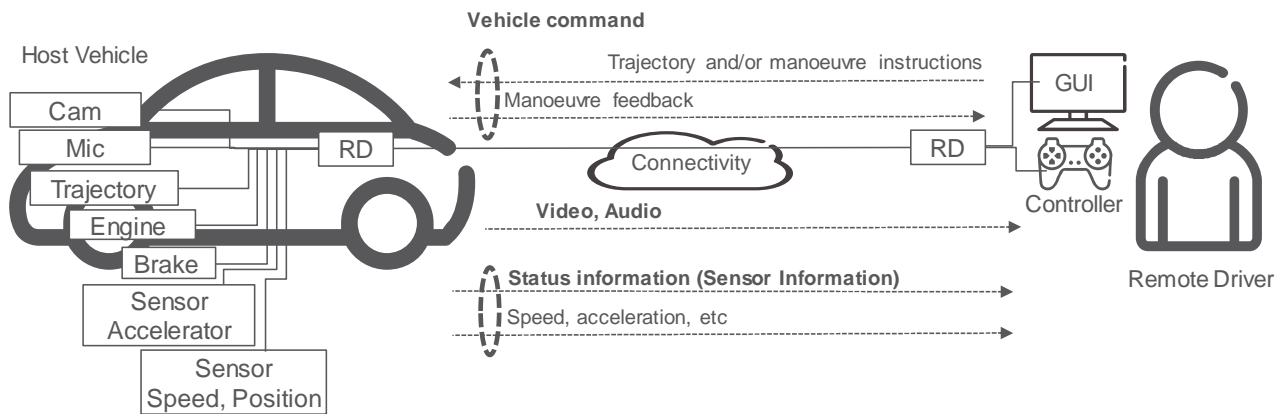 Vehicle command
Host Vehicle
Trajectory and/or manoeuvre instructions
GUI
Cam
Manoeuvre feedback
Mic
RD
Connectivity
RD
Trajectory
Controller
Engine
Video, Audio
Brake
Status information (Sensor Information)
Remote Driver
Sensor
Accelerator
Speed, acceleration, etc
Sensor
Speed, Position